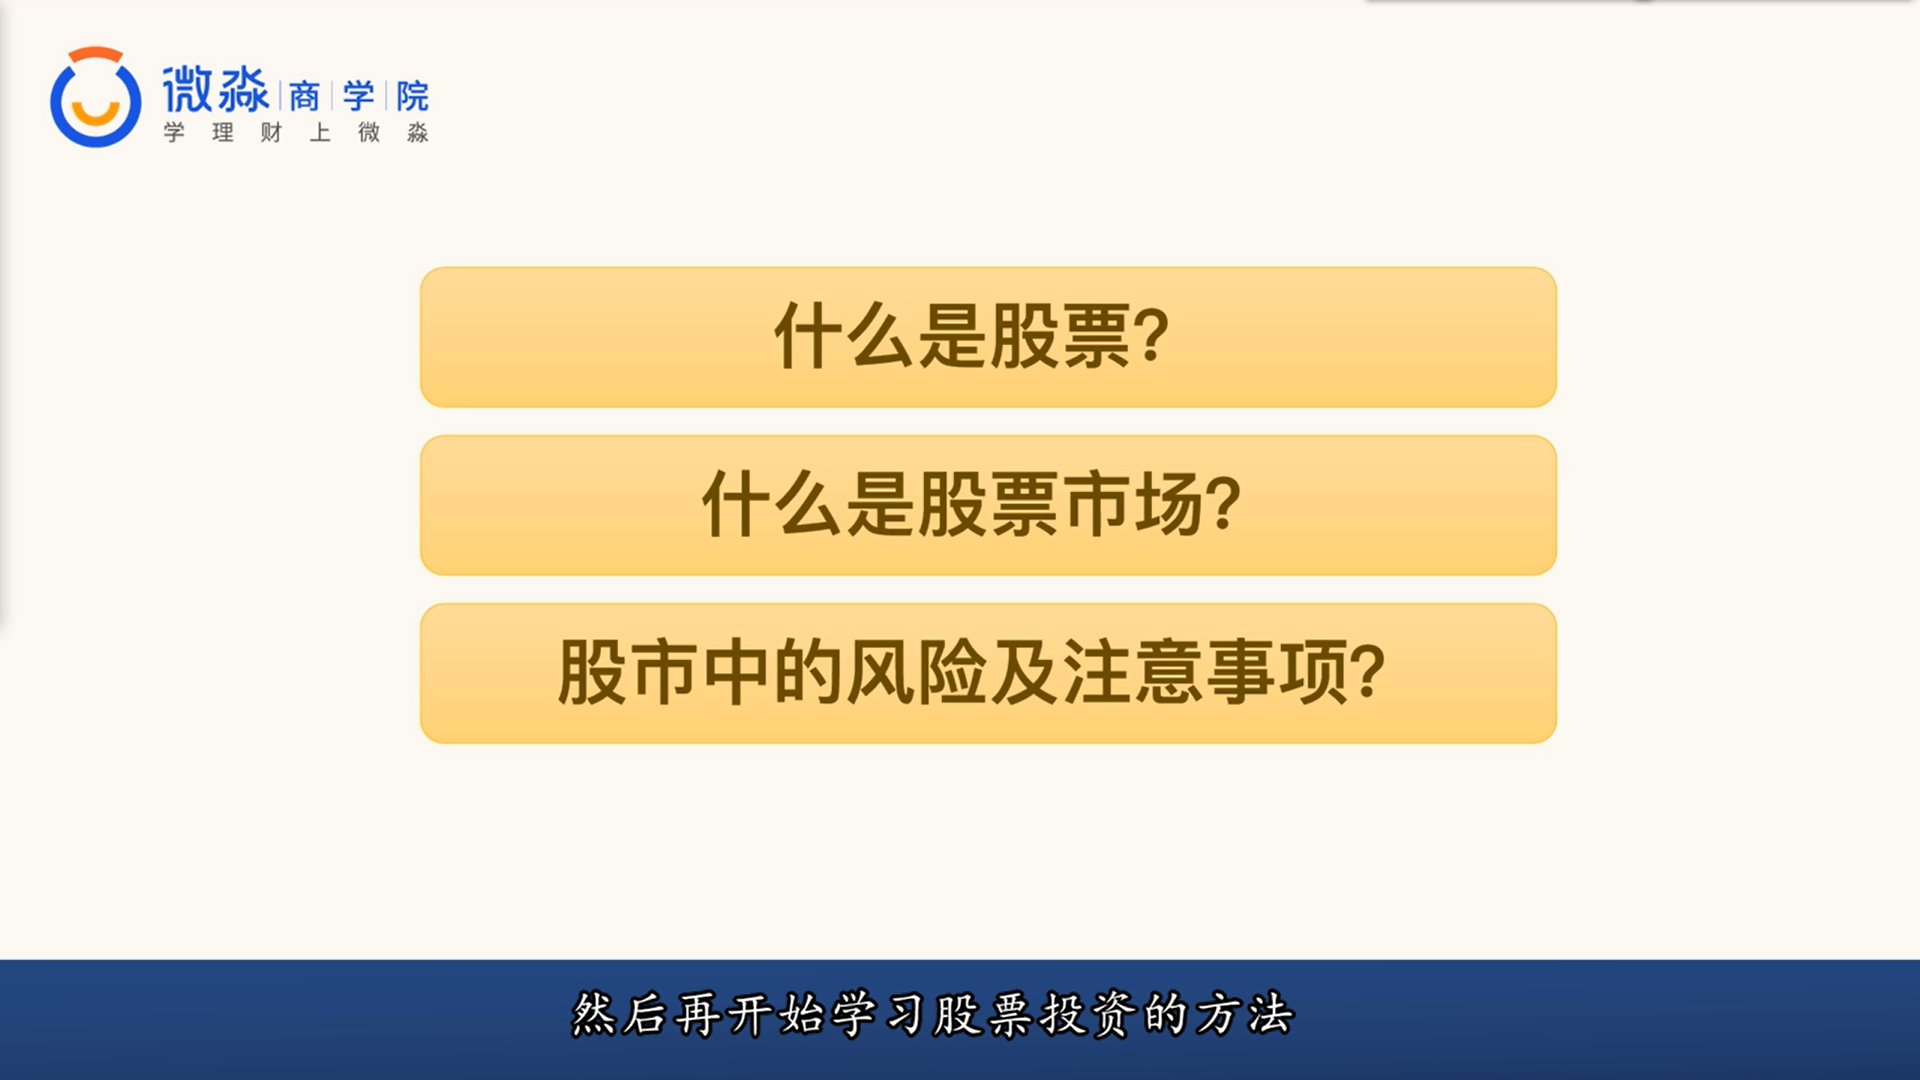 微淼商学院
学理财上微淼
什么是股票?
什么是股票市场?
股市中的风险及注意事项?
然后再开始学习股票投资的方法